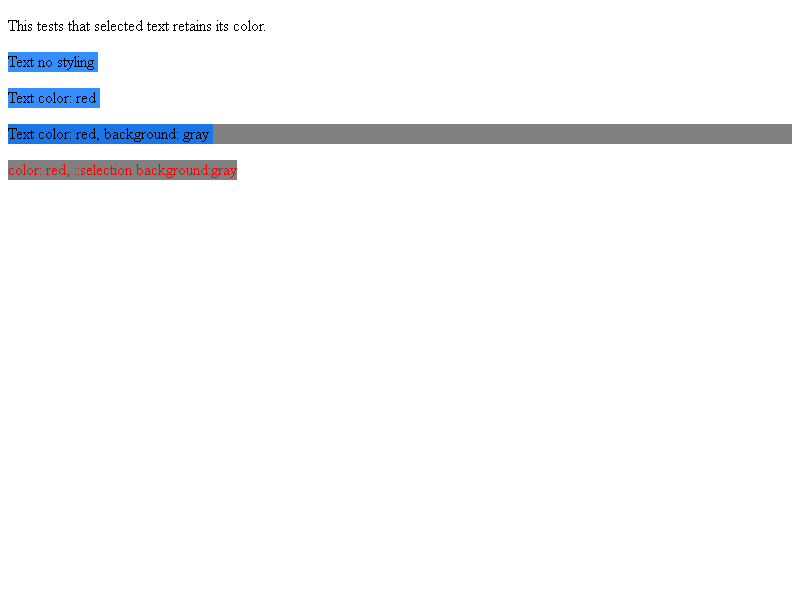 This tests that selected text retains its color.
Text no styling
Text color: red
Text color: red, background: gray
color: red, ::selection background:gray